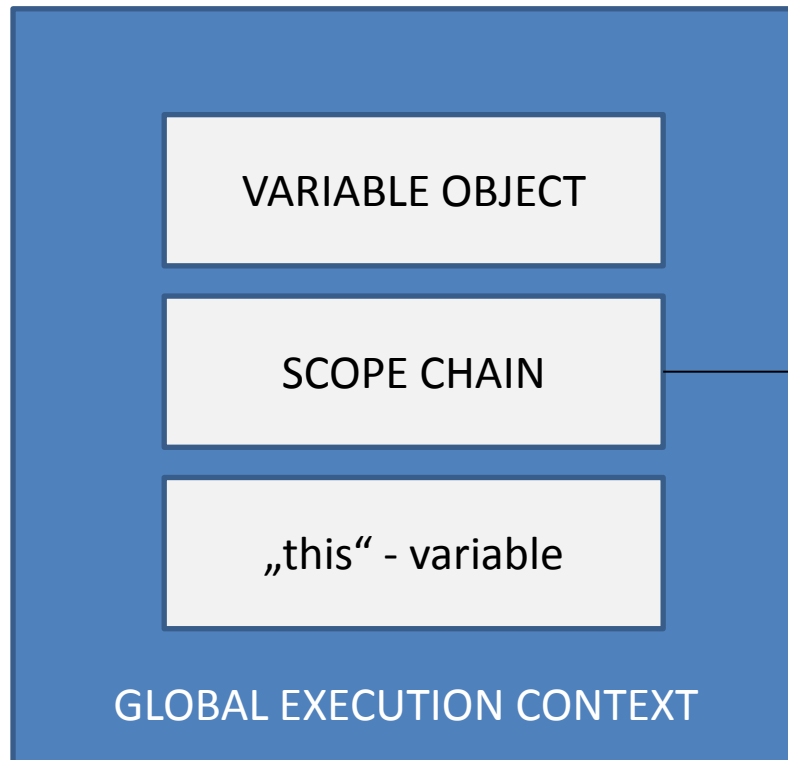 VARIABLE OBJECT
SCOPE CHAIN
„this“ - variable
GLOBAL EXECUTION CONTEXT